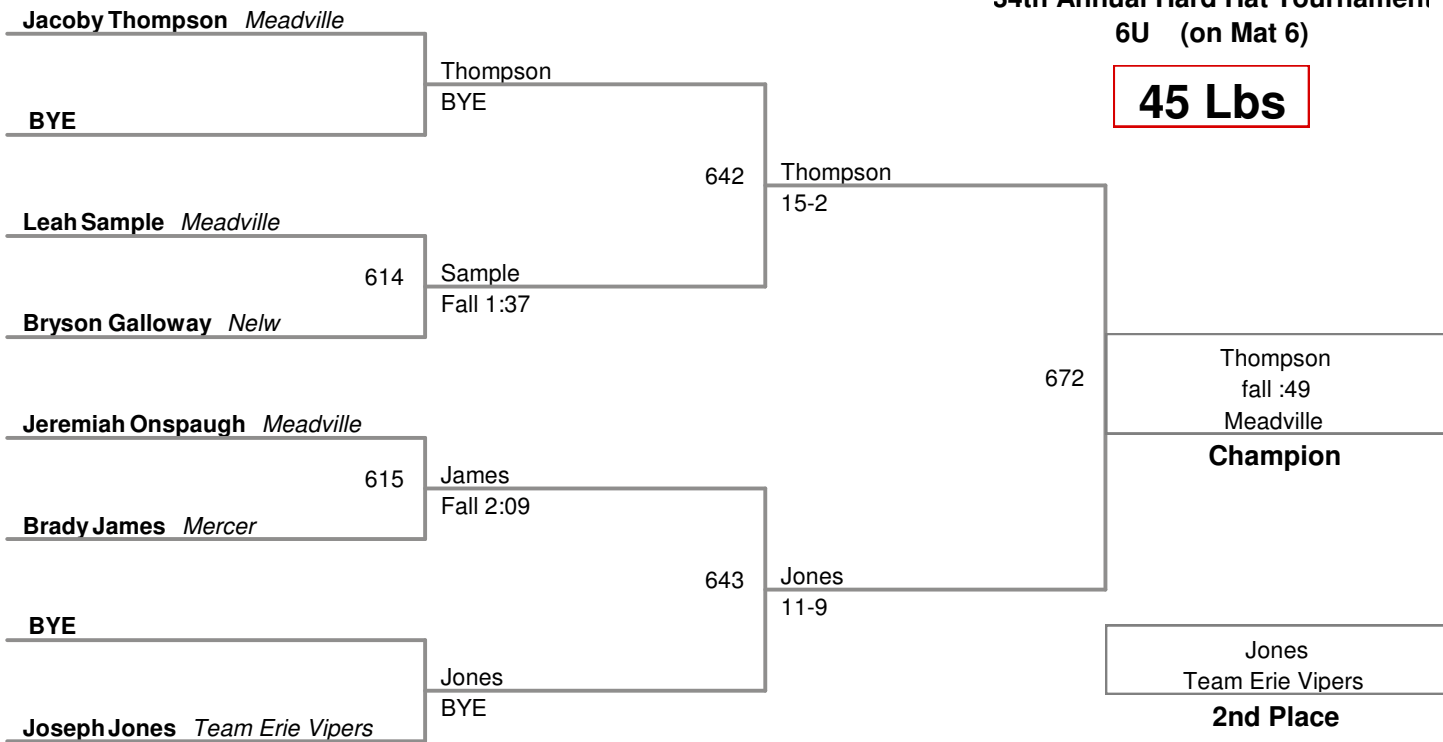 34th Annual Hard Hat Tournament
6U (on Mat 6)
45 Lbs
Jacoby Thompson Meadville
Thompson
BYE
BYE
642
Thompson
15-2
Leah Sample Meadville
614
Sample
Fall 1:37
Bryson Galloway Nelw
672
Thompson
fall :49
Meadville
Champion
Jeremiah Onspaugh Meadville
615
James
Fall 2:09
Brady James Mercer
643
Jones
11-9
BYE
Jones
BYE
Joseph Jones Team Erie Vipers
Jones
Team Erie Vipers
2nd Place